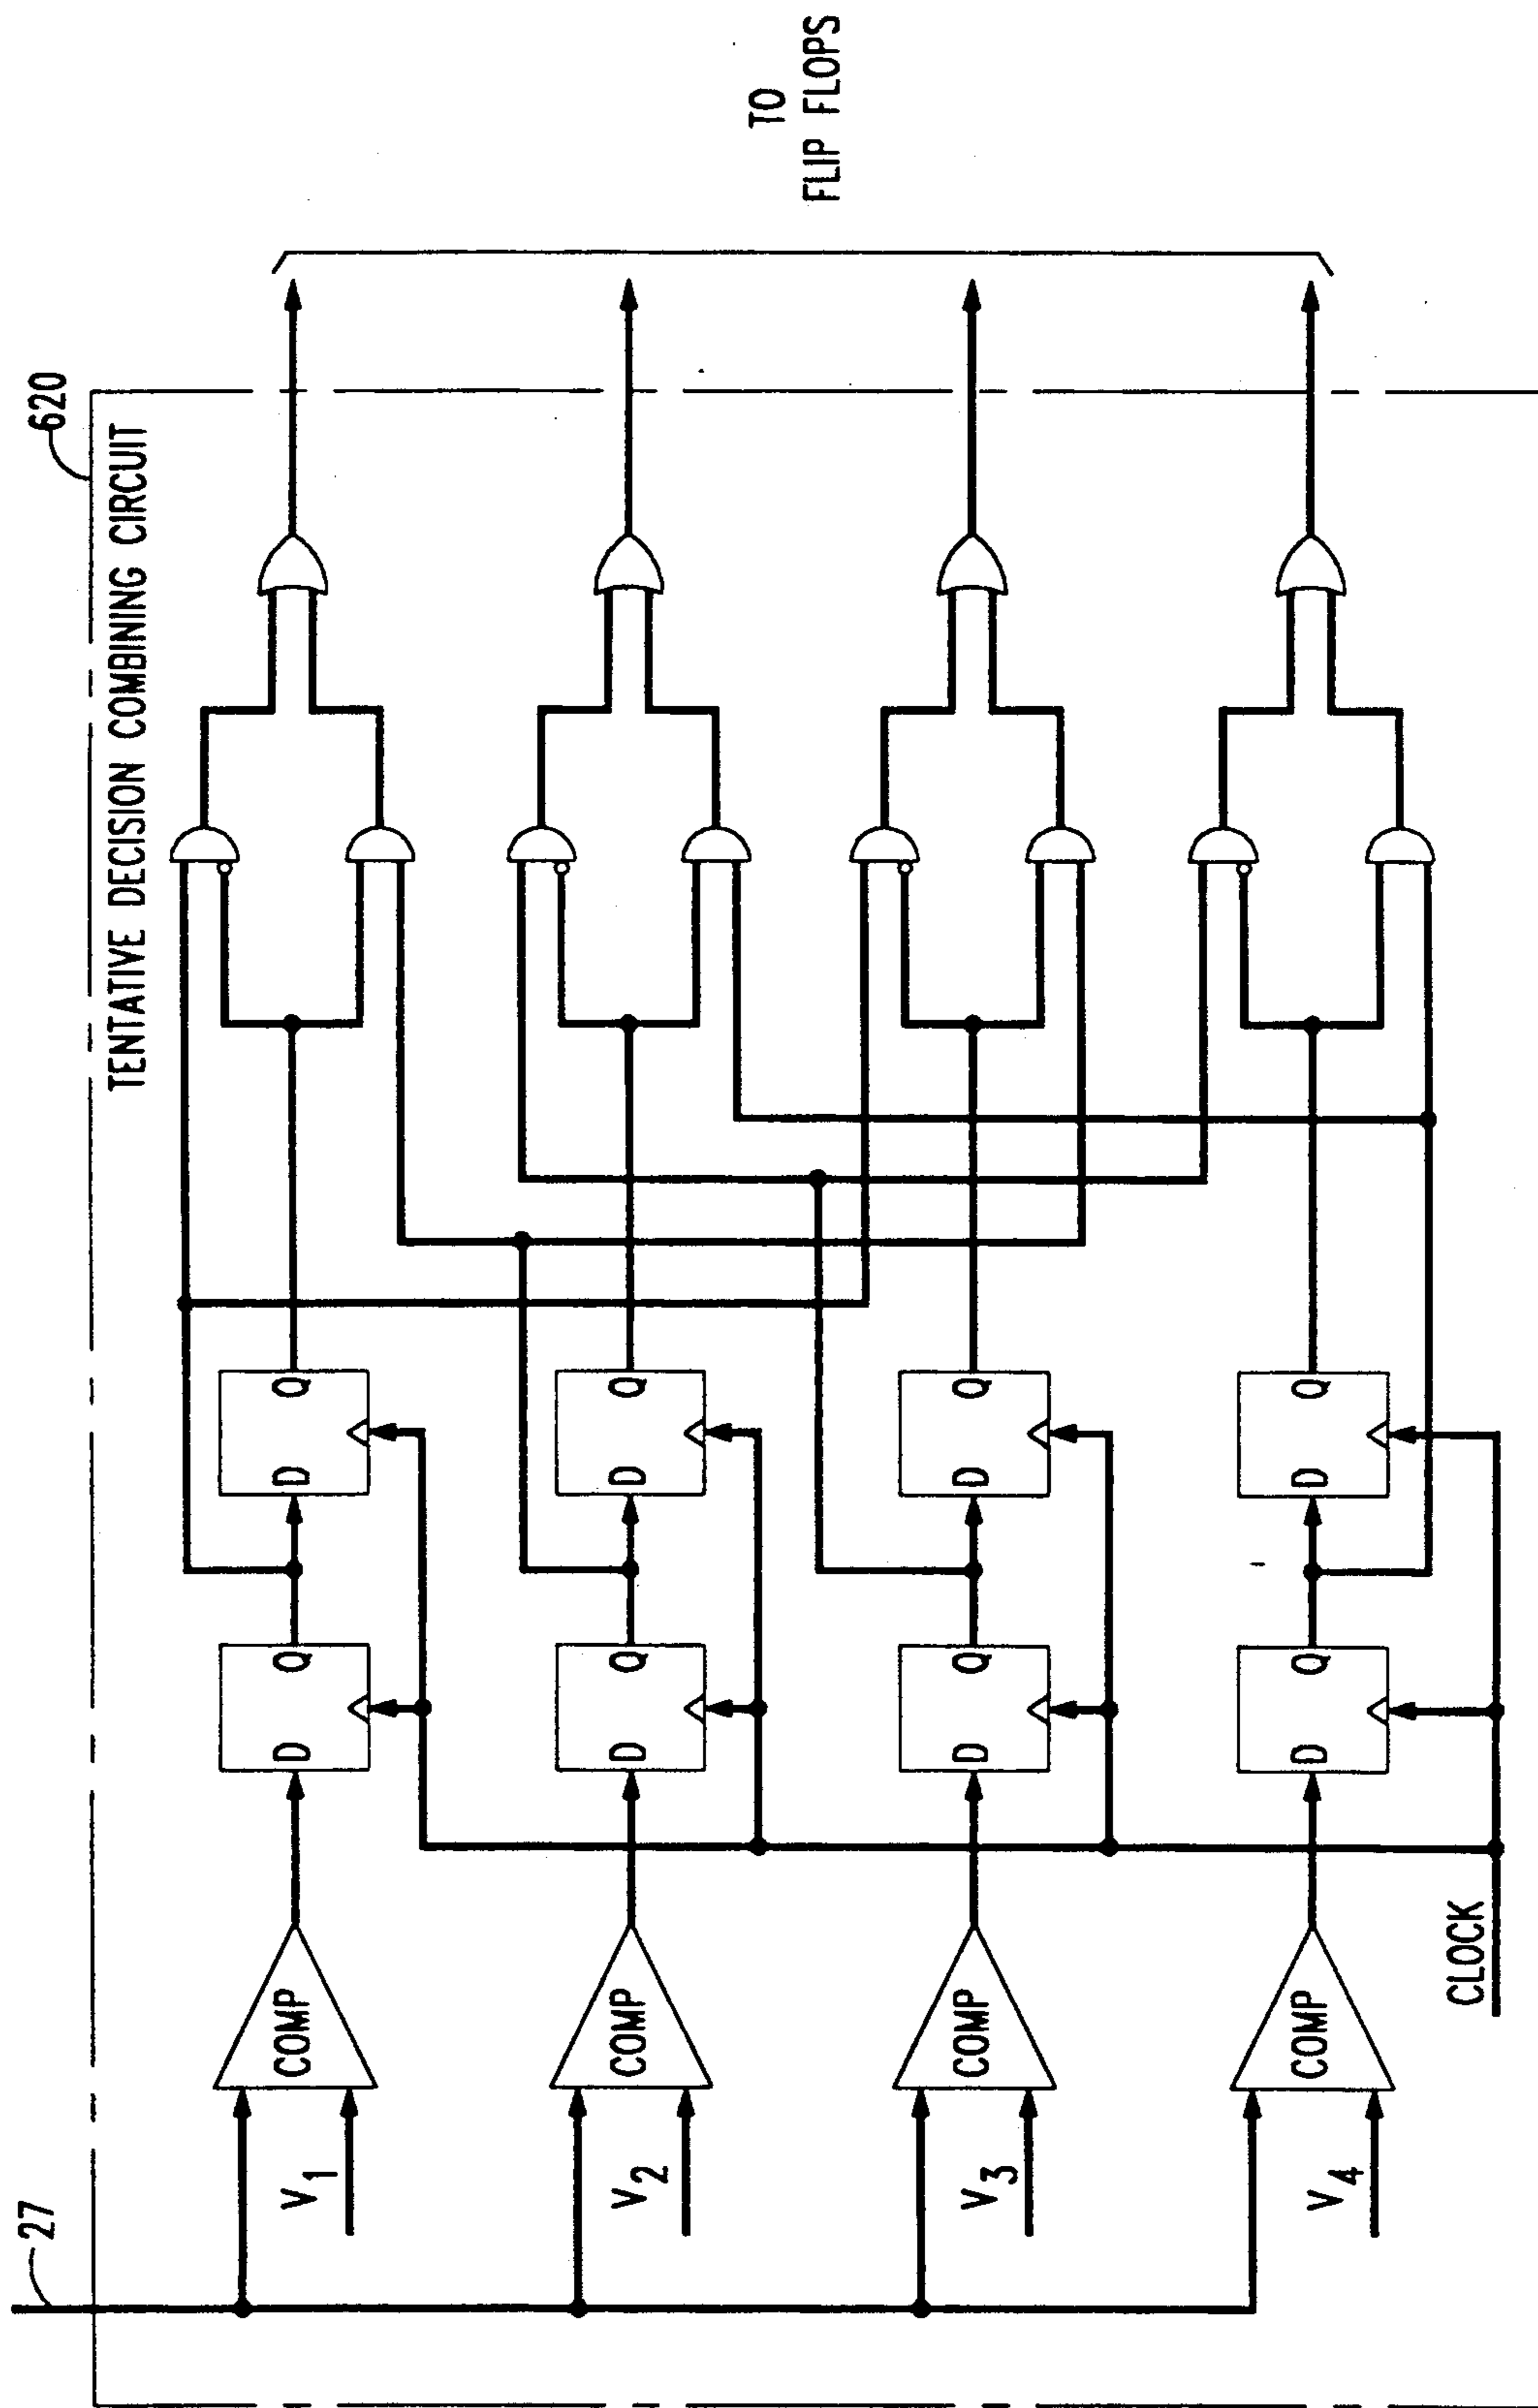 620
TENTATIVE DECISION COMBINING CIRCUIT
27
V1
COMP
D Q
D Q
V2
COMP
D Q
D Q
V3
COMP
D Q
D Q
V4
COMP
D Q
D Q
CLOCK
TO
FLIP FLOPS